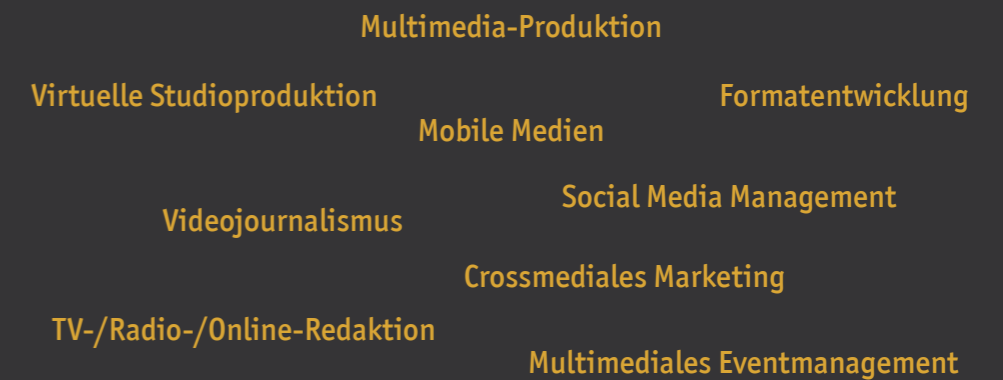 Multimedia-Produktion
Virtuelle Studioproduktion
Formatentwicklung
Mobile Medien
Social Media Management
Videojournalismus
Crossmediales Marketing
TV-/Radio-/Online-Redaktion
Multimediales Eventmanagement